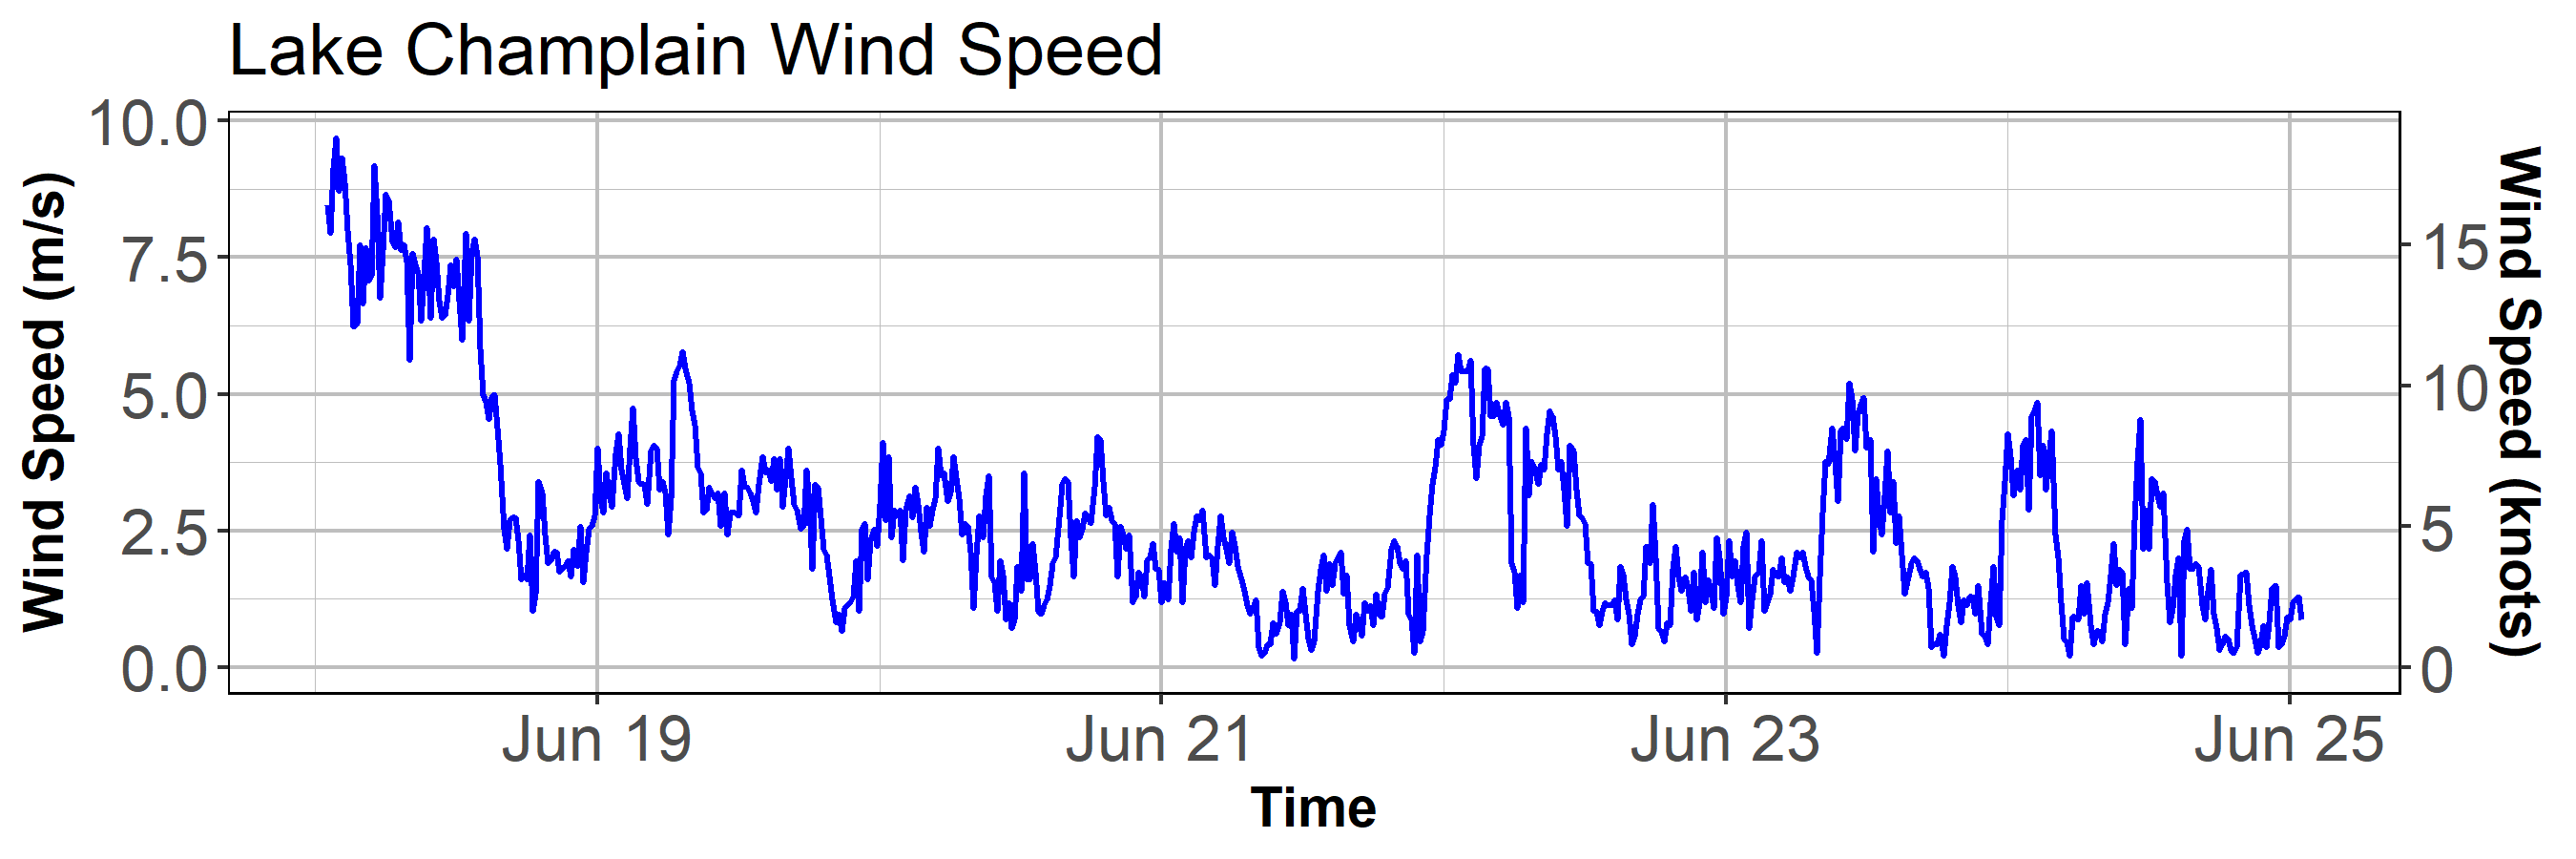 Lake Champlain Wind Speed
Wind Speed (m/s)
10.0
7.5
5.0
2.5
0.0
Wind Speed (knots)
15
10
5
0
Jun 19
Jun 21
Jun 23
Jun 25
Time